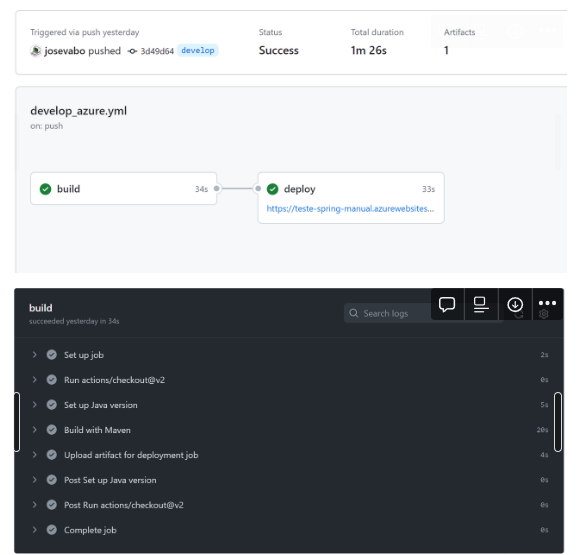 Triggered via push yesterday
Status
Total duration
Artifacts
josevabo pushed 3d49d64 develop
Success
1m 26s
1
develop_azure.yml
on: push
build 34s
deploy 33s
https://teste-spring-manual.azurewebsites...
build
succeeded yesterday in 34s
Search logs
Set up job 2s
Run actions/checkout@v2 0s
Set up Java version 5s
Build with Maven 20s
Upload artifact for deployment job 4s
Post Set up Java version 0s
Post Run actions/checkout@v2 0s
Complete job 0s